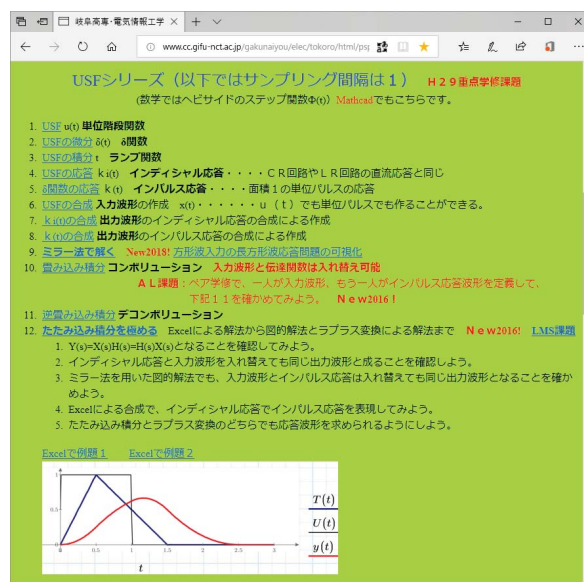 岐阜高専・電気情報工学
www.cc.gifu-nct.ac.jp/gakunaiyou/elec/tokoro/html/psj
USFシリーズ（以下ではサンプリング間隔は１） Ｈ２９重点学修課題
(数学ではヘビサイドのステップ関数Φ(t)）Mathcadでもこちらです。
1. USF u(t) 単位階段関数
2. USFの微分 δ(t) δ関数
3. USFの積分 t ランプ関数
4. USFの応答 ｋi(t) インディシャル応答・・・・ＣＲ回路やＬＲ回路の直流応答と同じ
5. δ関数の応答 ｋ(t) インパルス応答・・・・面積１の単位パルスの応答
6. USFの合成 入力波形の作成 x(t)・・・・・・ｕ（ｔ）でも単位パルスでも作ることができる。
7. ｋi(t)の合成 出力波形のインディシャル応答の合成による作成
8. ｋ(t)の合成 出力波形のインパルス応答の合成による作成
9. ミラー法で解く New2018! 方形波入力の長方形波応答問題の可視化
10. 畳み込み積分 コンボリューション 入力波形と伝達関数は入れ替え可能
ＡＬ課題：ペア学修で、一人が入力波形、もう一人がインパルス応答波形を定義して、
下記１１を確かめてみよう。 Ｎｅｗ2016！
11. 逆畳み込み積分 デコンボリューション
12. たたみ込み積分を極める Excelによる解法から図的解法とラプラス変換による解法まで Ｎｅｗ2016! LMS課題
1. Y(s)=X(s)H(s)=H(s)X(s)となることを確認してみよう。
2. インディシャル応答と入力波形を入れ替えても同じ出力波形と成ることを確認しよう。
3. ミラー法を用いた図的解法でも、入力波形とインパルス応答は入れ替えても同じ出力波形となることを確か
めよう。
4. Excelによる合成で、インディシャル応答でインパルス応答を表現してみよう。
5. たたみ込み積分とラプラス変換のどちらでも応答波形を求められるようにしよう。
Excelで例題１ Excelで例題２
1
0.5
0 0 0.5 1 1.5 2 2.5 3
t
T(t)
U(t)
y(t)